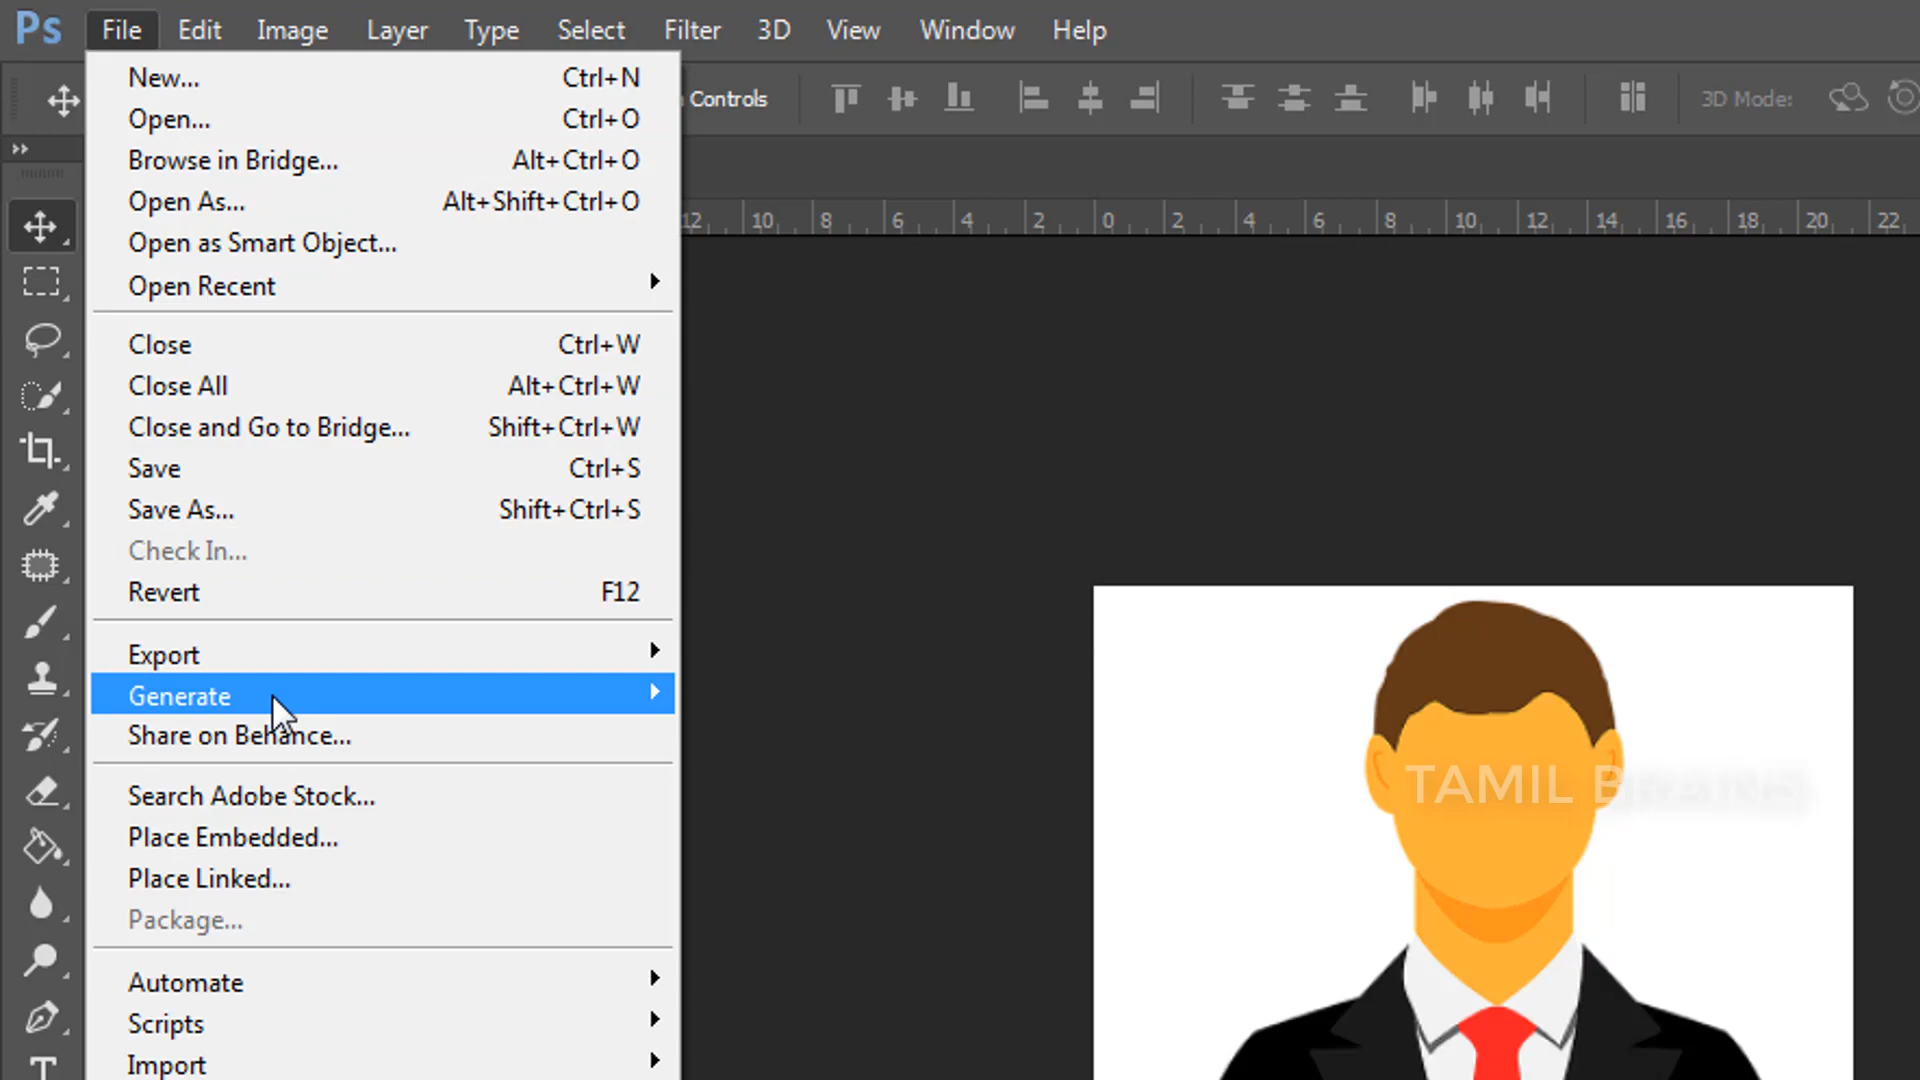 Ps File Edit Image Layer Type Select Filter 3D View Window Help
Controls 3D Mode:
12 10 8 6 4 2 0 2 4 6 8 10 12 14 16 18 20 22
New... Ctrl+N
Open... Ctrl+O
Browse in Bridge... Alt+Ctrl+O
Open As... Alt+Shift+Ctrl+O
Open as Smart Object...
Open Recent
Close Ctrl+W
Close All Alt+Ctrl+W
Close and Go to Bridge... Shift+Ctrl+W
Save Ctrl+S
Save As... Shift+Ctrl+S
Check In...
Revert F12
Export
Generate
Share on Behance...
Search Adobe Stock...
Place Embedded...
Place Linked...
Package...
Automate
Scripts
Import
TAMIL